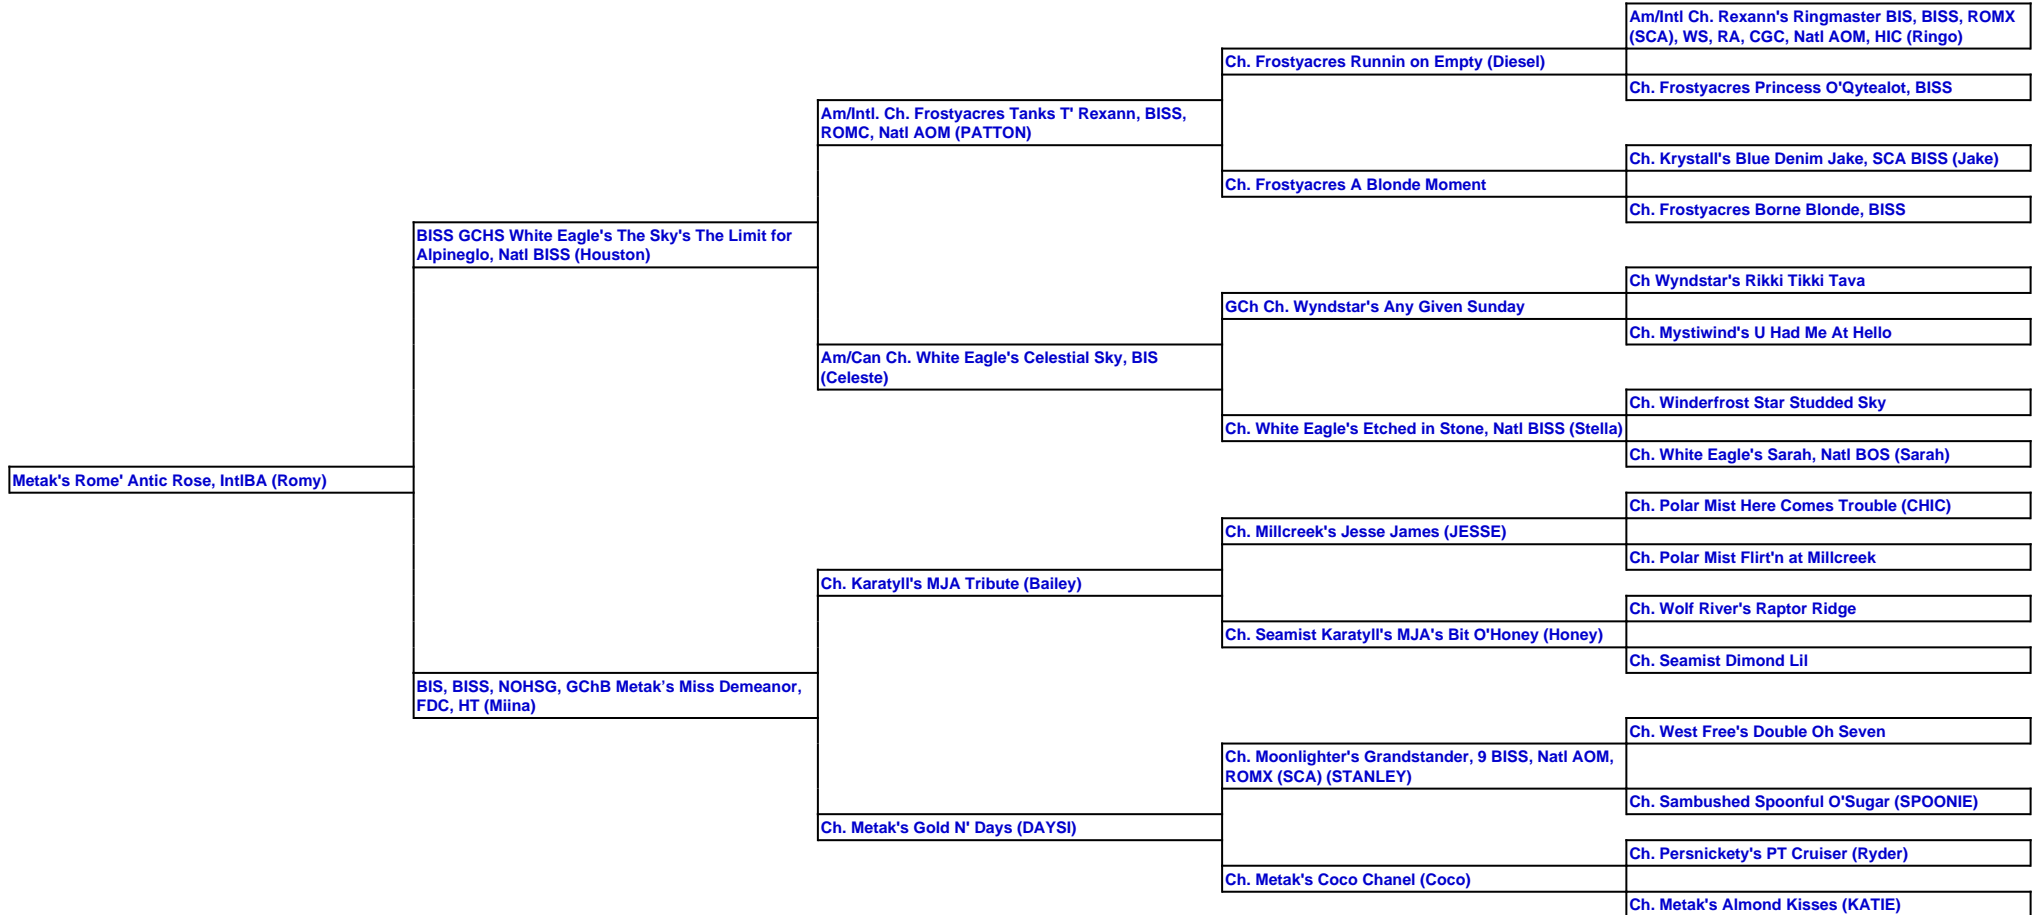 Am/Intl Ch. Rexann's Ringmaster BIS, BISS, ROMX
(SCA), WS, RA, CGC, Natl AOM, HIC (Ringo)
Ch. Frostyacres Runnin on Empty (Diesel)
Ch. Frostyacres Princess O'Qytealot, BISS
Am/Intl. Ch. Frostyacres Tanks T' Rexann, BISS,
ROMC, Natl AOM (PATTON)
Ch. Krystall's Blue Denim Jake, SCA BISS (Jake)
Ch. Frostyacres A Blonde Moment
Ch. Frostyacres Borne Blonde, BISS
BISS GCHS White Eagle's The Sky's The Limit for
Alpineglo, Natl BISS (Houston)
Ch Wyndstar's Rikki Tikki Tava
GCh Ch. Wyndstar's Any Given Sunday
Ch. Mystiwind's U Had Me At Hello
Am/Can Ch. White Eagle's Celestial Sky, BIS
(Celeste)
Ch. Winderfrost Star Studded Sky
Ch. White Eagle's Etched in Stone, Natl BISS (Stella)
Ch. White Eagle's Sarah, Natl BOS (Sarah)
Metak's Rome' Antic Rose, IntlBA (Romy)
Ch. Polar Mist Here Comes Trouble (CHIC)
Ch. Millcreek's Jesse James (JESSE)
Ch. Polar Mist Flirt'n at Millcreek
Ch. Karatyll's MJA Tribute (Bailey)
Ch. Wolf River's Raptor Ridge
Ch. Seamist Karatyll's MJA's Bit O'Honey (Honey)
Ch. Seamist Dimond Lil
BIS, BISS, NOHSG, GChB Metak’s Miss Demeanor,
FDC, HT (Miina)
Ch. West Free's Double Oh Seven
Ch. Moonlighter's Grandstander, 9 BISS, Natl AOM,
ROMX (SCA) (STANLEY)
Ch. Sambushed Spoonful O'Sugar (SPOONIE)
Ch. Metak's Gold N' Days (DAYSI)
Ch. Persnickety's PT Cruiser (Ryder)
Ch. Metak's Coco Chanel (Coco)
Ch. Metak's Almond Kisses (KATIE)